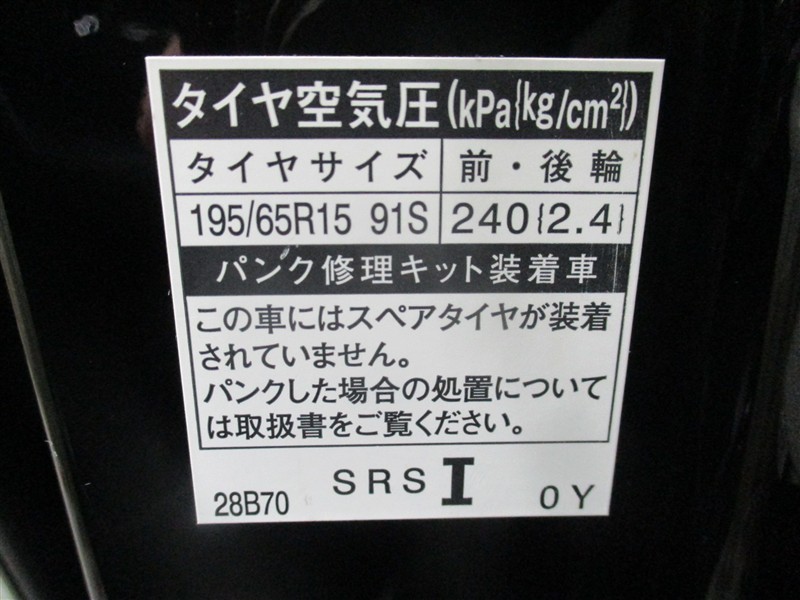 タイヤ空気圧(kPa{kg/cm²})
タイヤサイズ 前・後輪
195/65R15 91S 240{2.4}
パンク修理キット装着車
この車にはスペアタイヤが装着
されていません。
パンクした場合の処置について
は取扱書をご覧ください。
28B70 SRS I 0Y